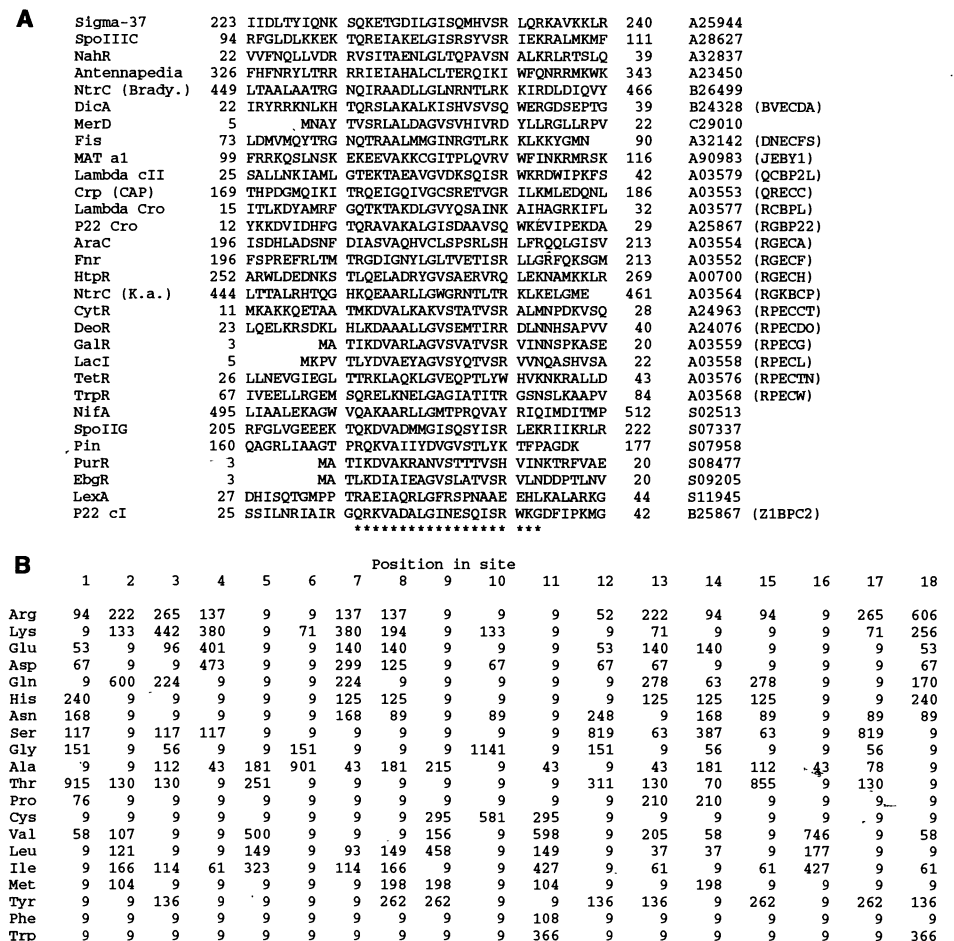 A
Sigma-37 223 IIDLTYIQNK SQKETGDILGISQMHVSR LQRKAVKKLR 240 A25944
SpoIIIC 94 RFGLDLKKEK TQREIAKELGISRSYVSR IEKRALMKMF 111 A28627
NahR 22 VVFNQLLVDR RVSITAENLGLTQPAVSN ALKRLRTSLQ 39 A32837
Antennapedia 326 FHFNRYLTRR RRIEIAHALCLTERQIKI WFQNRRMKWK 343 A23450
NtrC (Brady.) 449 LTAALAATRG NQIRAADLLGLNRNTLRK KIRDLDIQVY 466 B26499
DicA 22 IRYRRKNLKH TQRSLAKALKISHVSVSQ WERGDSEPTG 39 B24328 (BVECDA)
MerD 5 MNAY TVSRLALDAGVSVHIVRD YLLRGLLRPV 22 C29010
Fis 73 LDMVMQYTRG NQTRAALMMGINRGTLRK KLKKYGMN 90 A32142 (DNECFS)
MAT a1 99 FRRKQSLNSK EKEEVAKKCGITPLQVRV WFINKRMRSK 116 A90983 (JEBY1)
Lambda cII 25 SALLNKIAML GTEKTAEAVGVDKSQISR WKRDWIPKFS 42 A03579 (QCBP2L)
Crp (CAP) 169 THPDGMQIKI TRQEIGQIVGCSRETVGR ILKMLEDQNL 186 A03553 (QRECC)
Lambda Cro 15 ITLKDYAMRF GQTKTAKDLGVYQSAINK AIHAGRKIFL 32 A03577 (RCBPL)
P22 Cro 12 YKKDVIDHFG TQRAVAKALGISDAAVSQ WKEVIPEKDA 29 A25867 (RGBP22)
AraC 196 ISDHLADSNF DIASVAQHVCLSPSRLSH LFRQQLGISV 213 A03554 (RGECA)
Fnr 196 FSPREFRLTM TRGDIGNYLGLTVETISR LLGRFQKSGM 213 A03552 (RGECF)
HtpR 252 ARWLDEDNKS TLQELADRYGVSAERVRQ LEKNAMKKLR 269 A00700 (RGECH)
NtrC (K.a.) 444 LTTALRHTQG HKQEAARLLGWGRNTLTR KLKELGME 461 A03564 (RGKBCP)
CytR 11 MKAKKQETAA TMKDVALKAKVSTATVSR ALMNPDKVSQ 28 A24963 (RPECCT)
DeoR 23 LQELKRSDKL HLKDAAALLGVSEMTIRR DLNNHSAPVV 40 A24076 (RPECDO)
GalR 3 MA TIKDVARLAGVSVATVSR VINNSPKASE 20 A03559 (RPECG)
LacI 5 MKPV TLYDVAEYAGVSYQTVSR VVNQASHVSA 22 A03558 (RPECL)
TetR 26 LLNEVGIEGL TTRKLAQKLGVEQPTLYW HVKNKRALLD 43 A03576 (RPECTN)
TrpR 67 IVEELLRGEM SQRELKNELGAGIATITR GSNSLKAAPV 84 A03568 (RPECW)
NifA 495 LIAALEKAGW VQAKAARLLGMTPRQVAY RIQIMDITMP 512 S02513
SpoIIG 205 RFGLVGEEEK TQKDVADMMGISQSYISR LEKRIIKRLR 222 S07337
Pin 160 QAGRLIAAGT PRQKVAIIYDVGVSTLYK TFPAGDK 177 S07958
PurR 3 MA TIKDVAKRANVSTTTVSH VINKTRFVAE 20 S08477
EbgR 3 MA TLKDIAIEAGVSLATVSR VLNDDPTLNV 20 S09205
LexA 27 DHISQTGMPP TRAEIAQRLGFRSPNAAE EHLKALARKG 44 S11945
P22 cI 25 SSILNRIAIR GQRKVADALGINESQISR WKGDFIPKMG 42 B25867 (Z1BPC2)
**************** ***
B
Position in site
1 2 3 4 5 6 7 8 9 10 11 12 13 14 15 16 17 18
Arg 94 222 265 137 9 9 137 137 9 9 9 52 222 94 94 9 265 606
Lys 9 133 442 380 9 71 380 194 9 133 9 9 71 9 9 9 71 256
Glu 53 9 96 401 9 9 140 140 9 9 9 53 140 140 9 9 9 53
Asp 67 9 9 473 9 9 299 125 9 67 9 67 67 9 9 9 9 67
Gln 9 600 224 9 9 9 224 9 9 9 9 9 278 63 278 9 9 170
His 240 9 9 9 9 9 125 125 9 9 9 9 125 125 125 9 9 240
Asn 168 9 9 9 9 9 168 89 9 89 9 248 9 168 89 9 89 89
Ser 117 9 117 117 9 9 9 9 9 9 9 819 63 387 63 9 819 9
Gly 151 9 56 9 9 151 9 9 9 1141 9 151 9 56 9 9 56 9
Ala 9 9 112 43 181 901 43 181 215 9 43 9 43 181 112 43 78 9
Thr 915 130 130 9 251 9 9 9 9 9 9 311 130 70 855 9 130 9
Pro 76 9 9 9 9 9 9 9 9 9 9 9 210 210 9 9 9 9
Cys 9 9 9 9 9 9 9 9 295 581 295 9 9 9 9 9 9 9
Val 58 107 9 9 500 9 9 9 156 9 598 9 205 58 9 746 9 58
Leu 9 121 9 9 149 93 149 458 9 149 9 37 37 9 177 9 9
Ile 9 166 114 61 323 9 114 166 9 9 427 9 61 9 61 427 9 61
Met 9 104 9 9 9 9 9 198 198 9 104 9 9 198 9 9 9 9
Tyr 9 9 136 9 9 9 9 262 262 9 9 136 136 9 262 9 262 136
Phe 9 9 9 9 9 9 9 9 9 9 108 9 9 9 9 9 9 9
Trp 9 9 9 9 9 9 9 9 9 9 366 9 9 9 9 9 9 366